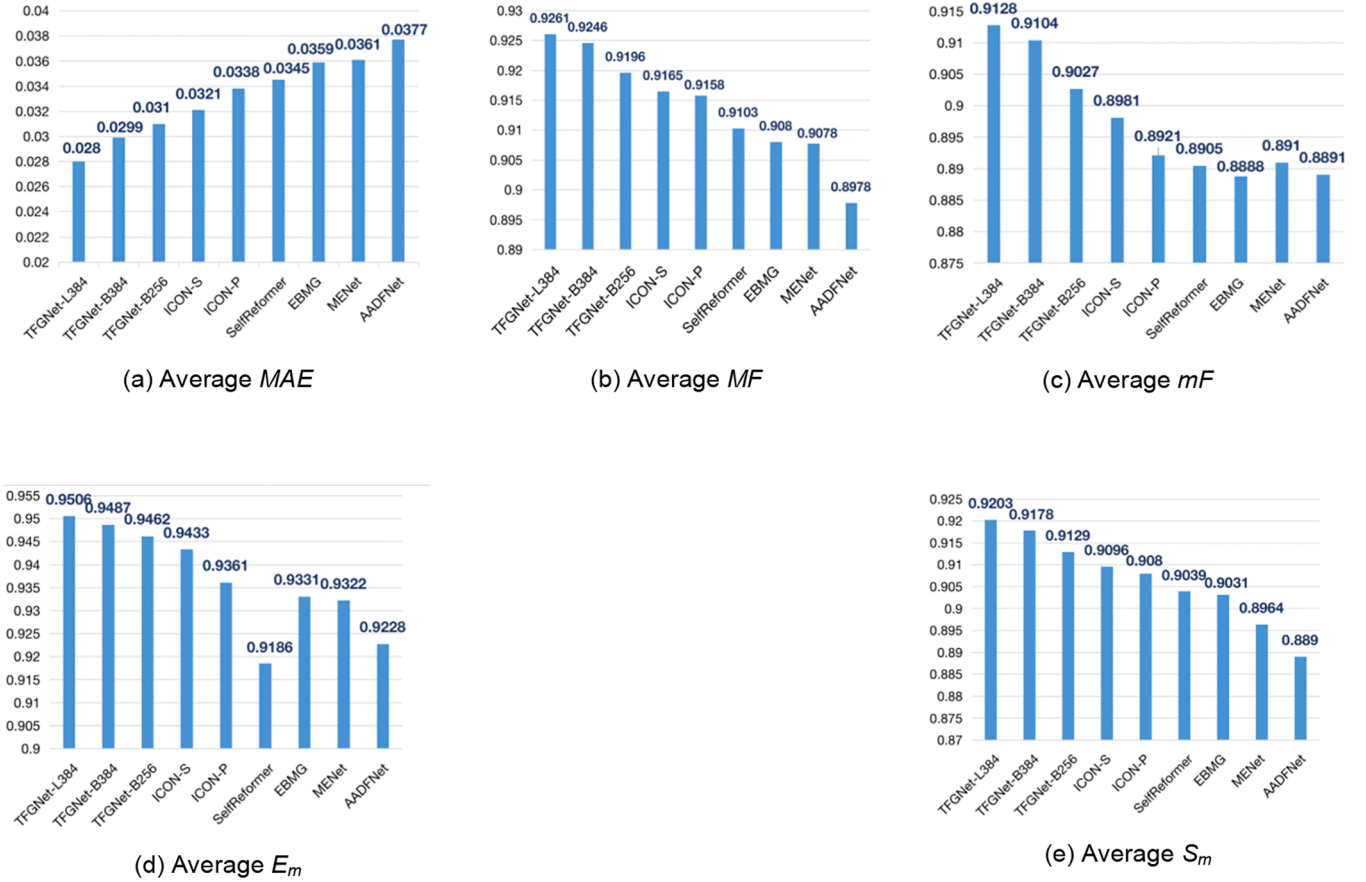 0.04
0.038
0.036
0.034
0.032
0.03
0.028
0.026
0.024
0.022
0.02
0.028
0.0299
0.031
0.0321
0.0338
0.0345
0.0359
0.0361
0.0377
TFGNet-L384
TFGNet-B384
TFGNet-B256
ICON-S
ICON-P
SelfReformer
EBMG
MENet
AADFNet
(a) Average MAE
0.93
0.925
0.92
0.915
0.91
0.905
0.9
0.895
0.89
0.9261
0.9246
0.9196
0.9165
0.9158
0.9103
0.908
0.9078
0.8978
TFGNet-L384
TFGNet-B384
TFGNet-B256
ICON-S
ICON-P
SelfReformer
EBMG
MENet
AADFNet
(b) Average MF
0.915
0.91
0.905
0.9
0.895
0.89
0.885
0.88
0.875
0.9128
0.9104
0.9027
0.8981
0.8921
0.8905
0.8888
0.891
0.8891
TFGNet-L384
TFGNet-B384
TFGNet-B256
ICON-S
ICON-P
SelfReformer
EBMG
MENet
AADFNet
(c) Average mF
0.955
0.95
0.945
0.94
0.935
0.93
0.925
0.92
0.915
0.91
0.905
0.9
0.9506
0.9487
0.9462
0.9433
0.9361
0.9186
0.9331
0.9322
0.9228
TFGNet-L384
TFGNet-B384
TFGNet-B256
ICON-S
ICON-P
SelfReformer
EBMG
MENet
AADFNet
(d) Average Em
0.925
0.92
0.915
0.91
0.905
0.9
0.895
0.89
0.885
0.88
0.875
0.87
0.9203
0.9178
0.9129
0.9096
0.908
0.9039
0.9031
0.8964
0.889
TFGNet-L384
TFGNet-B384
TFGNet-B256
ICON-S
ICON-P
SelfReformer
EBMG
MENet
AADFNet
(e) Average Sm